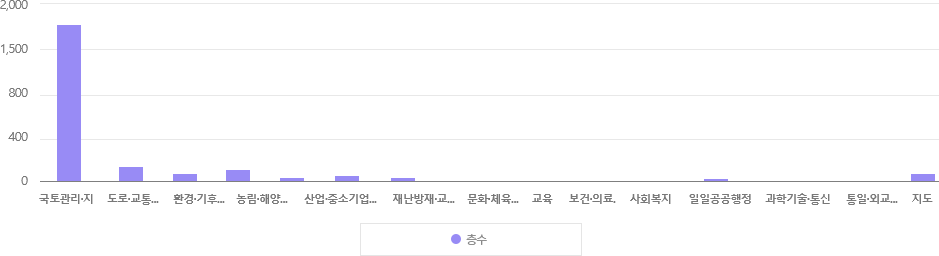 2,000
1,500
800
400
0
국토관리·지
도로·교통...
환경·기후...
농림·해양...
산업·중소기업...
재난방재·교...
문화·체육...
교육
보건·의료.
사회복지
일일공공행정
과학기술·통신
통일·외교...
지도
층수